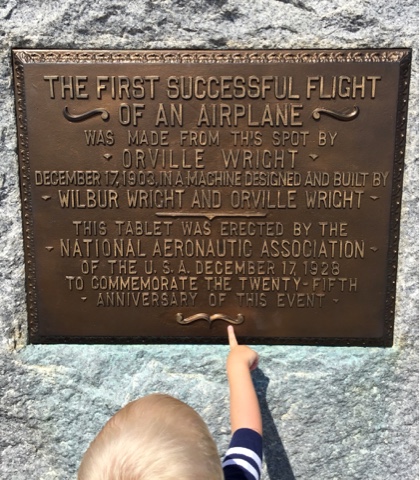 THE FIRST SUCCESSFUL FLIGHT
OF AN AIRPLANE
WAS MADE FROM THIS SPOT BY
ORVILLE WRIGHT
DECEMBER 17, 1903. IN A MACHINE DESIGNED AND BUILT BY
WILBUR WRIGHT AND ORVILLE WRIGHT
THIS TABLET WAS ERECTED BY THE
NATIONAL AERONAUTIC ASSOCIATION
OF THE U. S. A. DECEMBER 17, 1928
TO COMMEMORATE THE TWENTY-FIFTH
ANNIVERSARY OF THIS EVENT